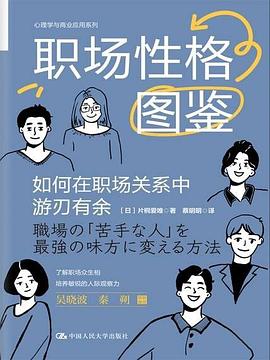 心理学与商业应用系列
职场性格
图鉴
如何在职场关系中
游刃有余
[日]片桐爱唯·著 蔡明明·译
職場の「苦手な人」を
最強の味方に変える方法
了解职场众生相
培养敏锐的人际观察力
吴晓波 秦朔
中国人民大学出版社